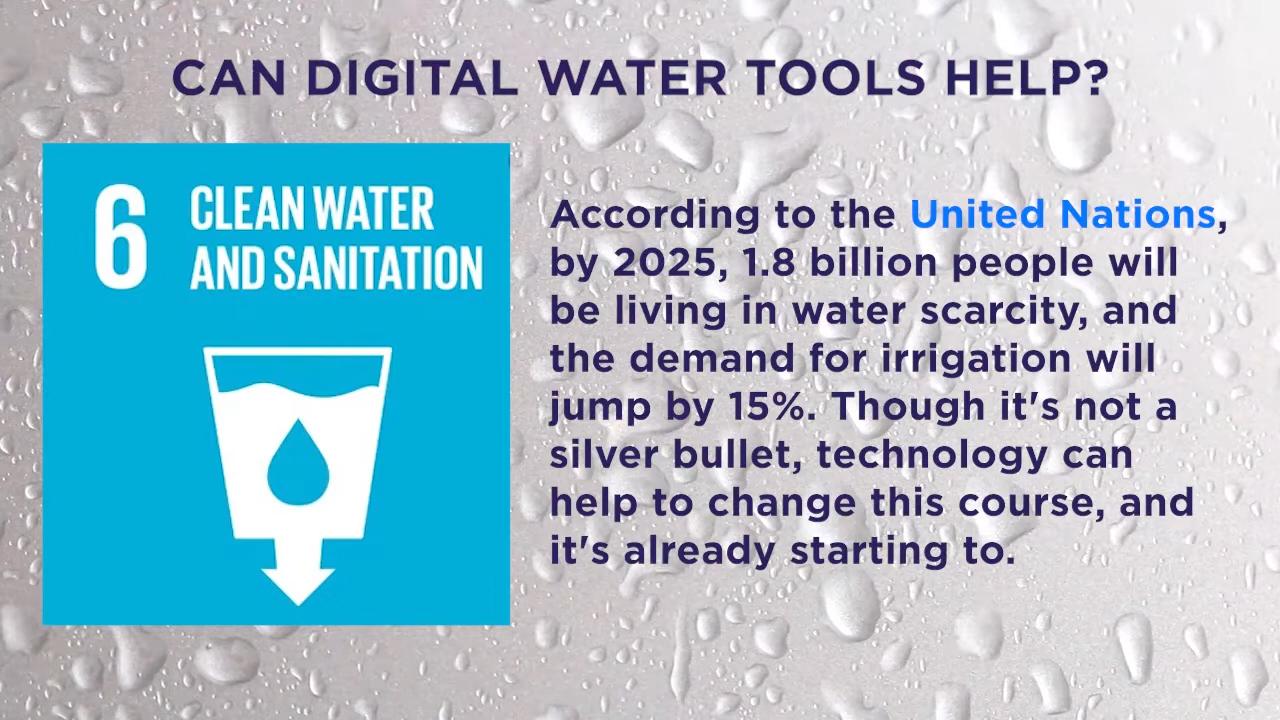 CAN DIGITAL WATER TOOLS HELP?
6 CLEAN WATER
AND SANITATION
According to the United Nations,
by 2025, 1.8 billion people will
be living in water scarcity, and
the demand for irrigation will
jump by 15%. Though it's not a
silver bullet, technology can
help to change this course, and
it's already starting to.